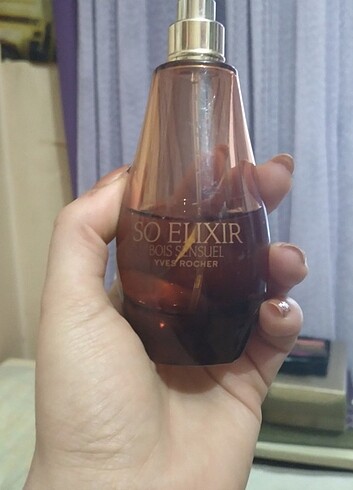 SO ELIXIR
BOIS SENSUEL
YVES ROCHER